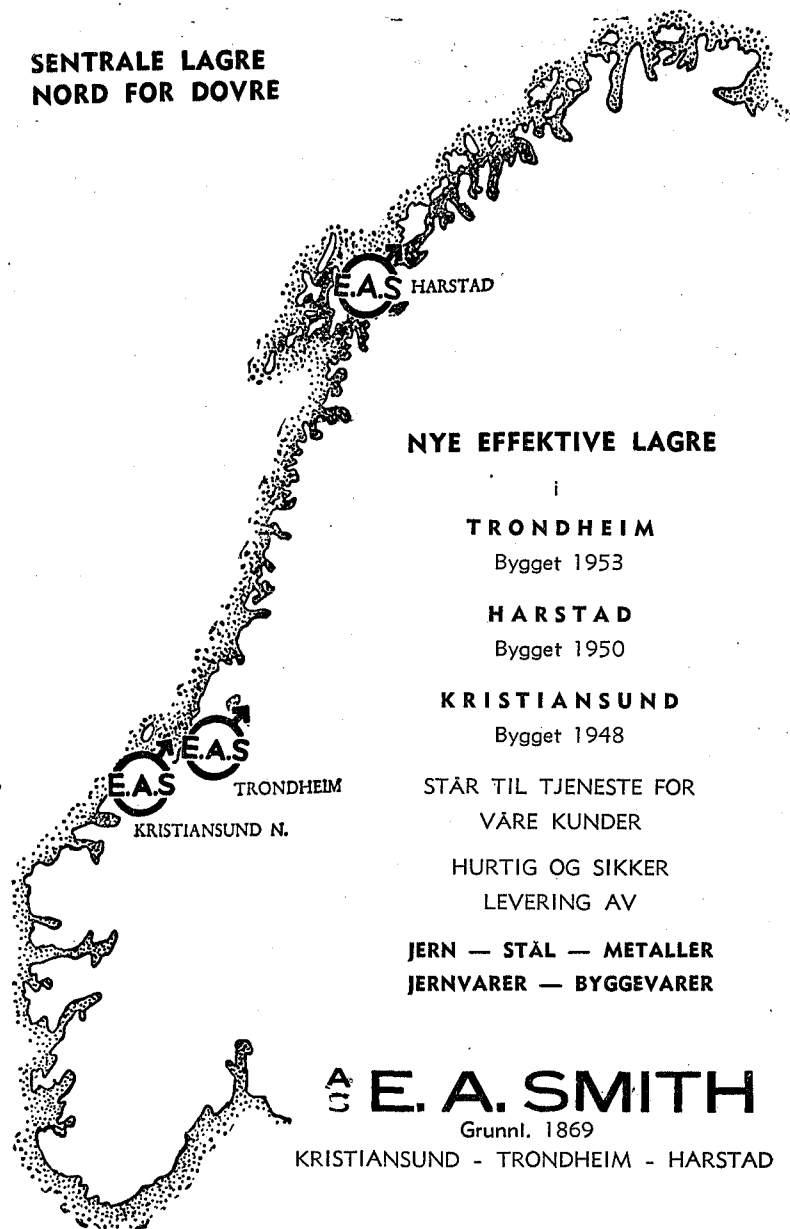 SENTRALE LAGRE
NORD FOR DOVRE
E.A.S HARSTAD
NYE EFFEKTIVE LAGRE
i
TRONDHEIM
Bygget 1953
HARSTAD
Bygget 1950
KRISTIANSUND
Bygget 1948
E.A.S
TRONDHEIM
E.A.S
KRISTIANSUND N.
STÅR TIL TJENESTE FOR
VÅRE KUNDER
HURTIG OG SIKKER
LEVERING AV
JERN — STÅL — METALLER
JERNVARER — BYGGEVARER
A/S E. A. SMITH
Grunnl. 1869
KRISTIANSUND - TRONDHEIM - HARSTAD